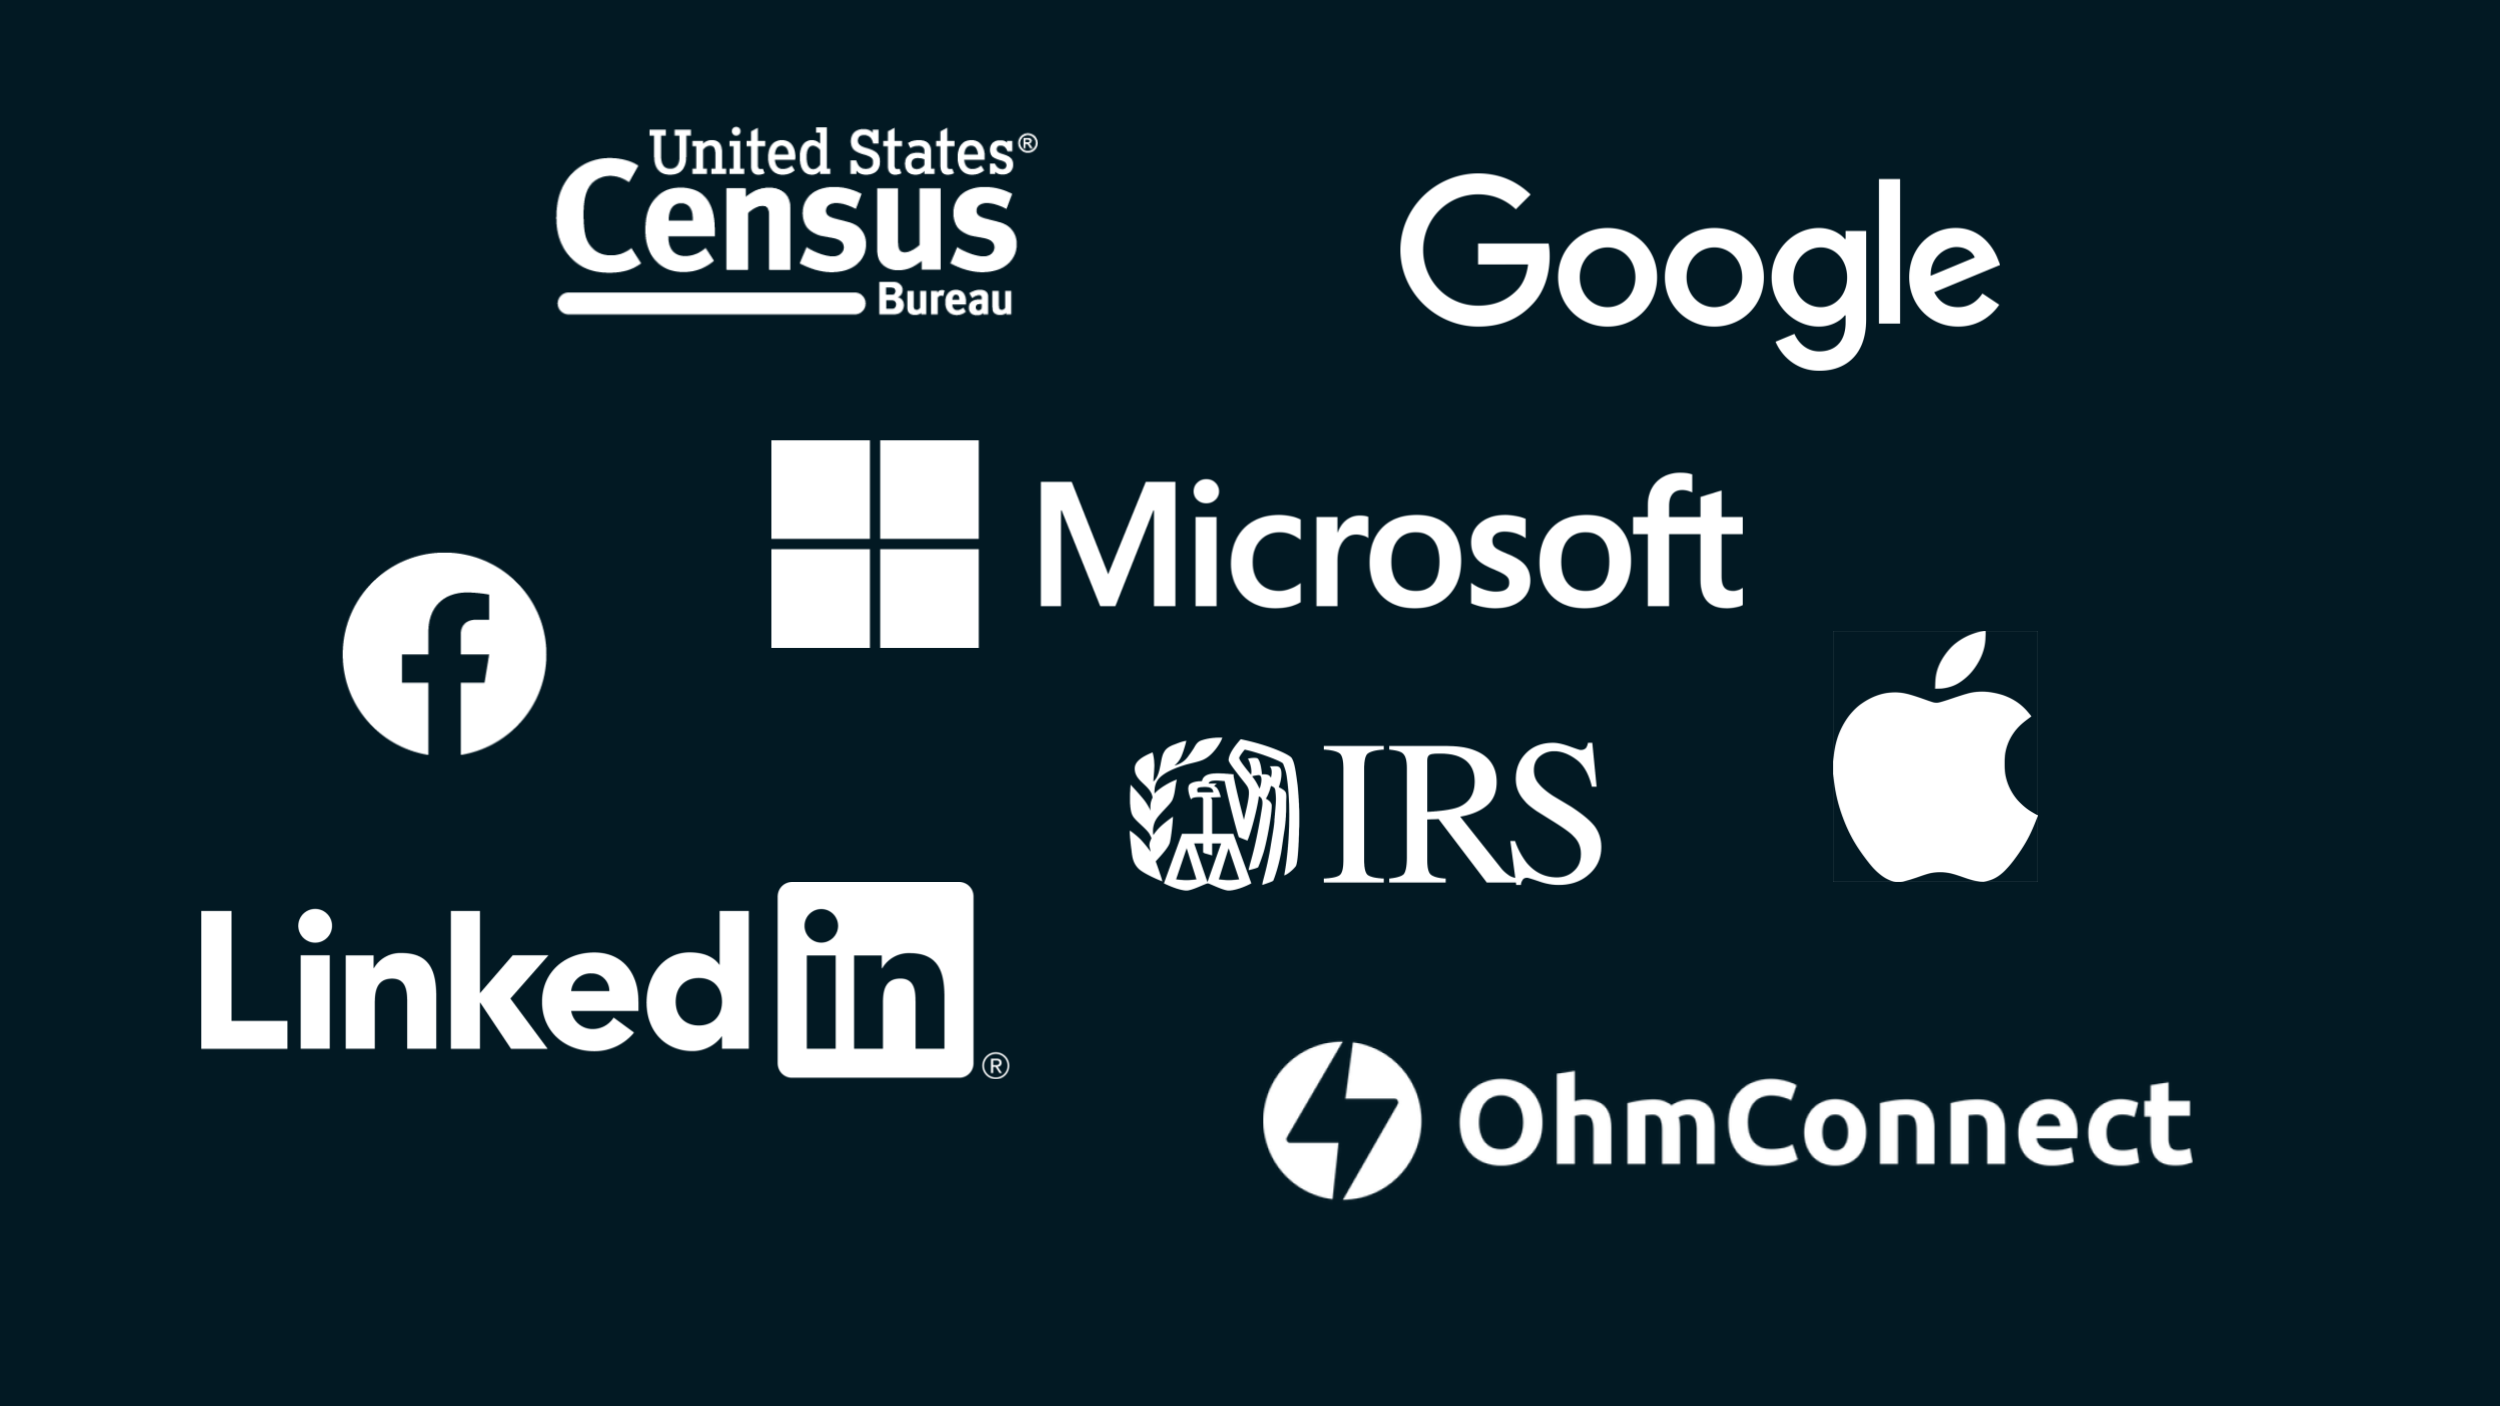 United States®
Census
Bureau
Google
Microsoft
f
IRS
Linked in®
OhmConnect